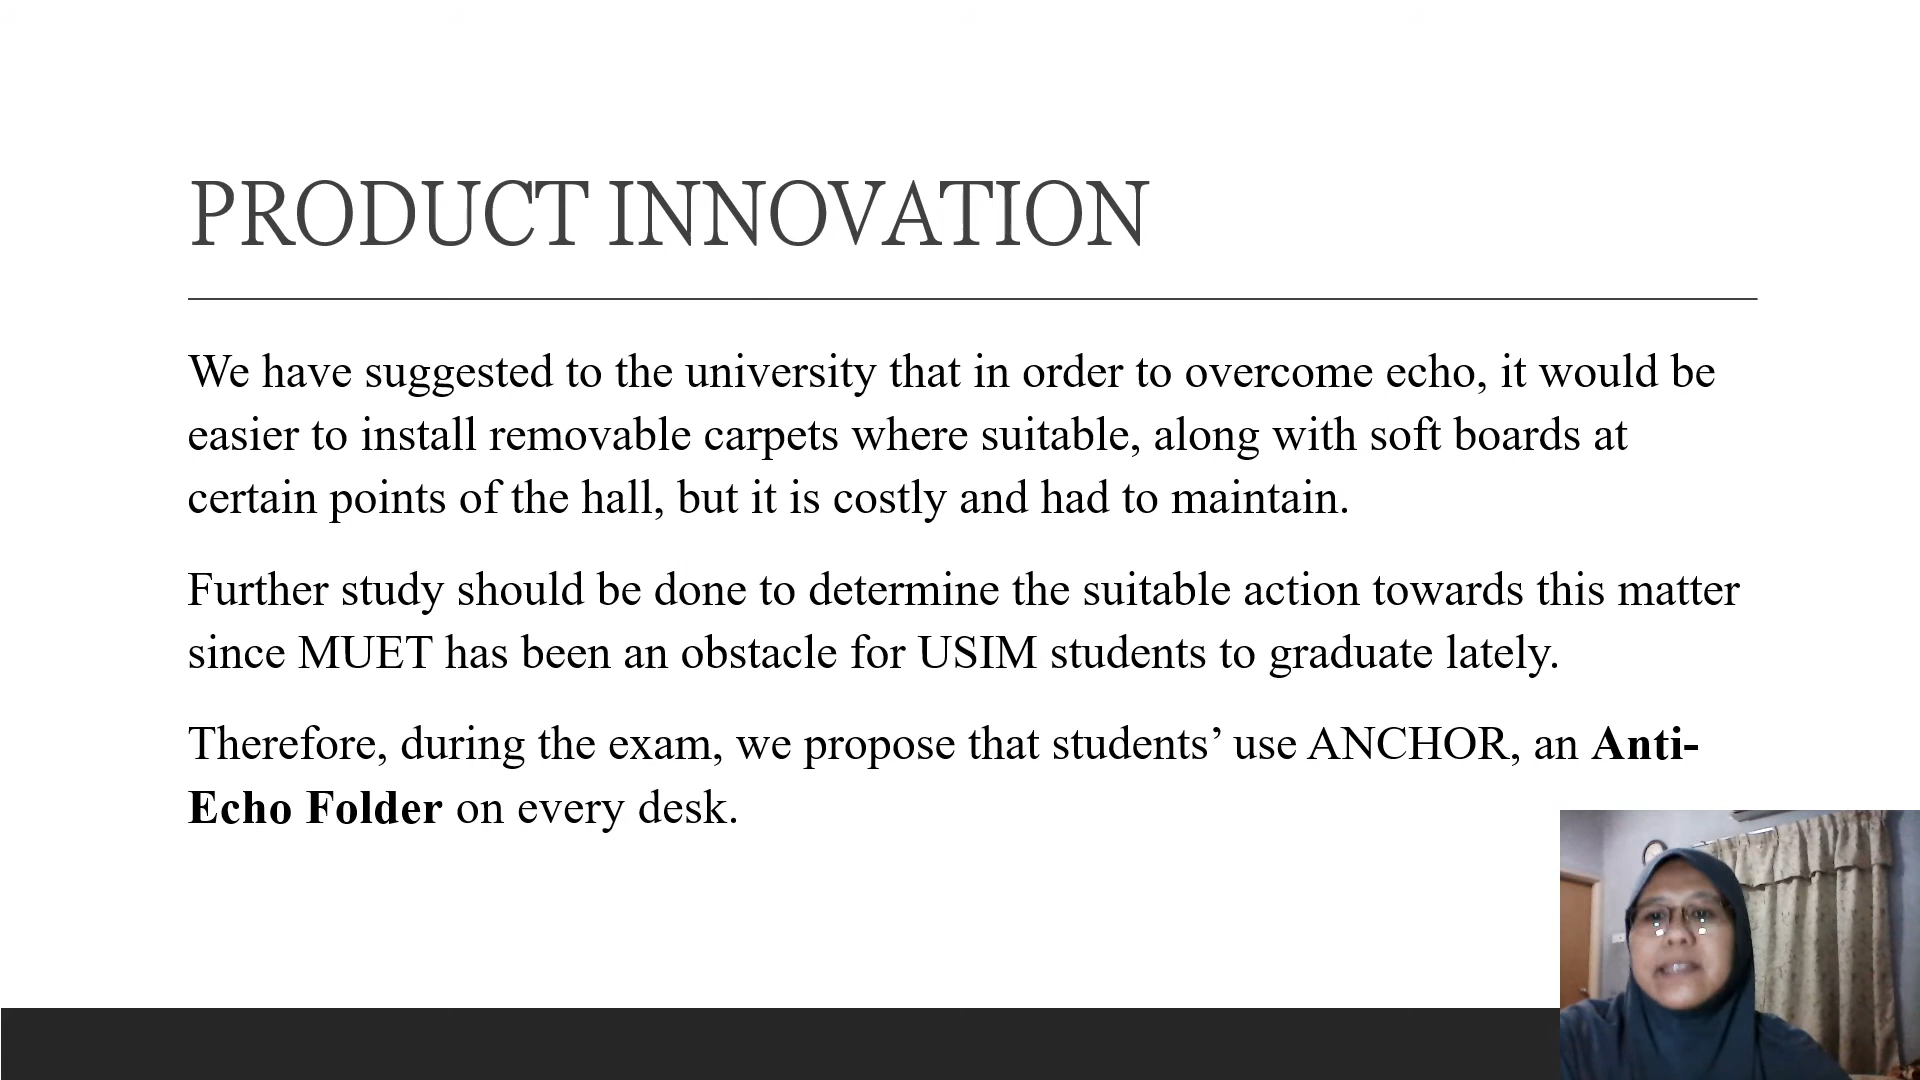 PRODUCT INNOVATION
We have suggested to the university that in order to overcome echo, it would be
easier to install removable carpets where suitable, along with soft boards at
certain points of the hall, but it is costly and had to maintain.
Further study should be done to determine the suitable action towards this matter
since MUET has been an obstacle for USIM students to graduate lately.
Therefore, during the exam, we propose that students’ use ANCHOR, an Anti-
Echo Folder on every desk.